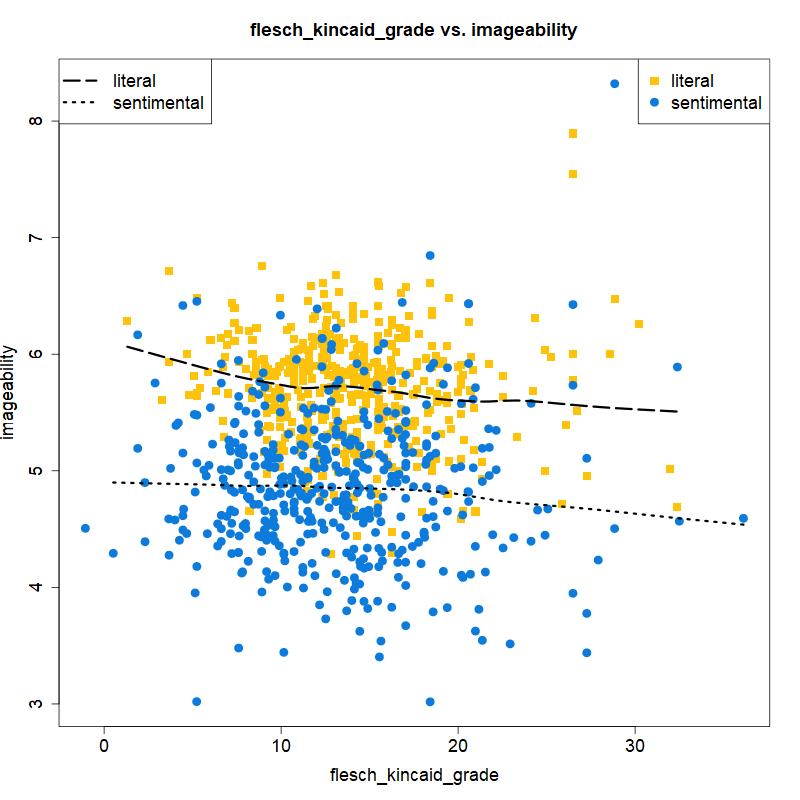 flesch_kincaid_grade vs. imageability
literal
sentimental
literal
sentimental
8
7
6
5
4
3
imageability
0 10 20 30
flesch_kincaid_grade